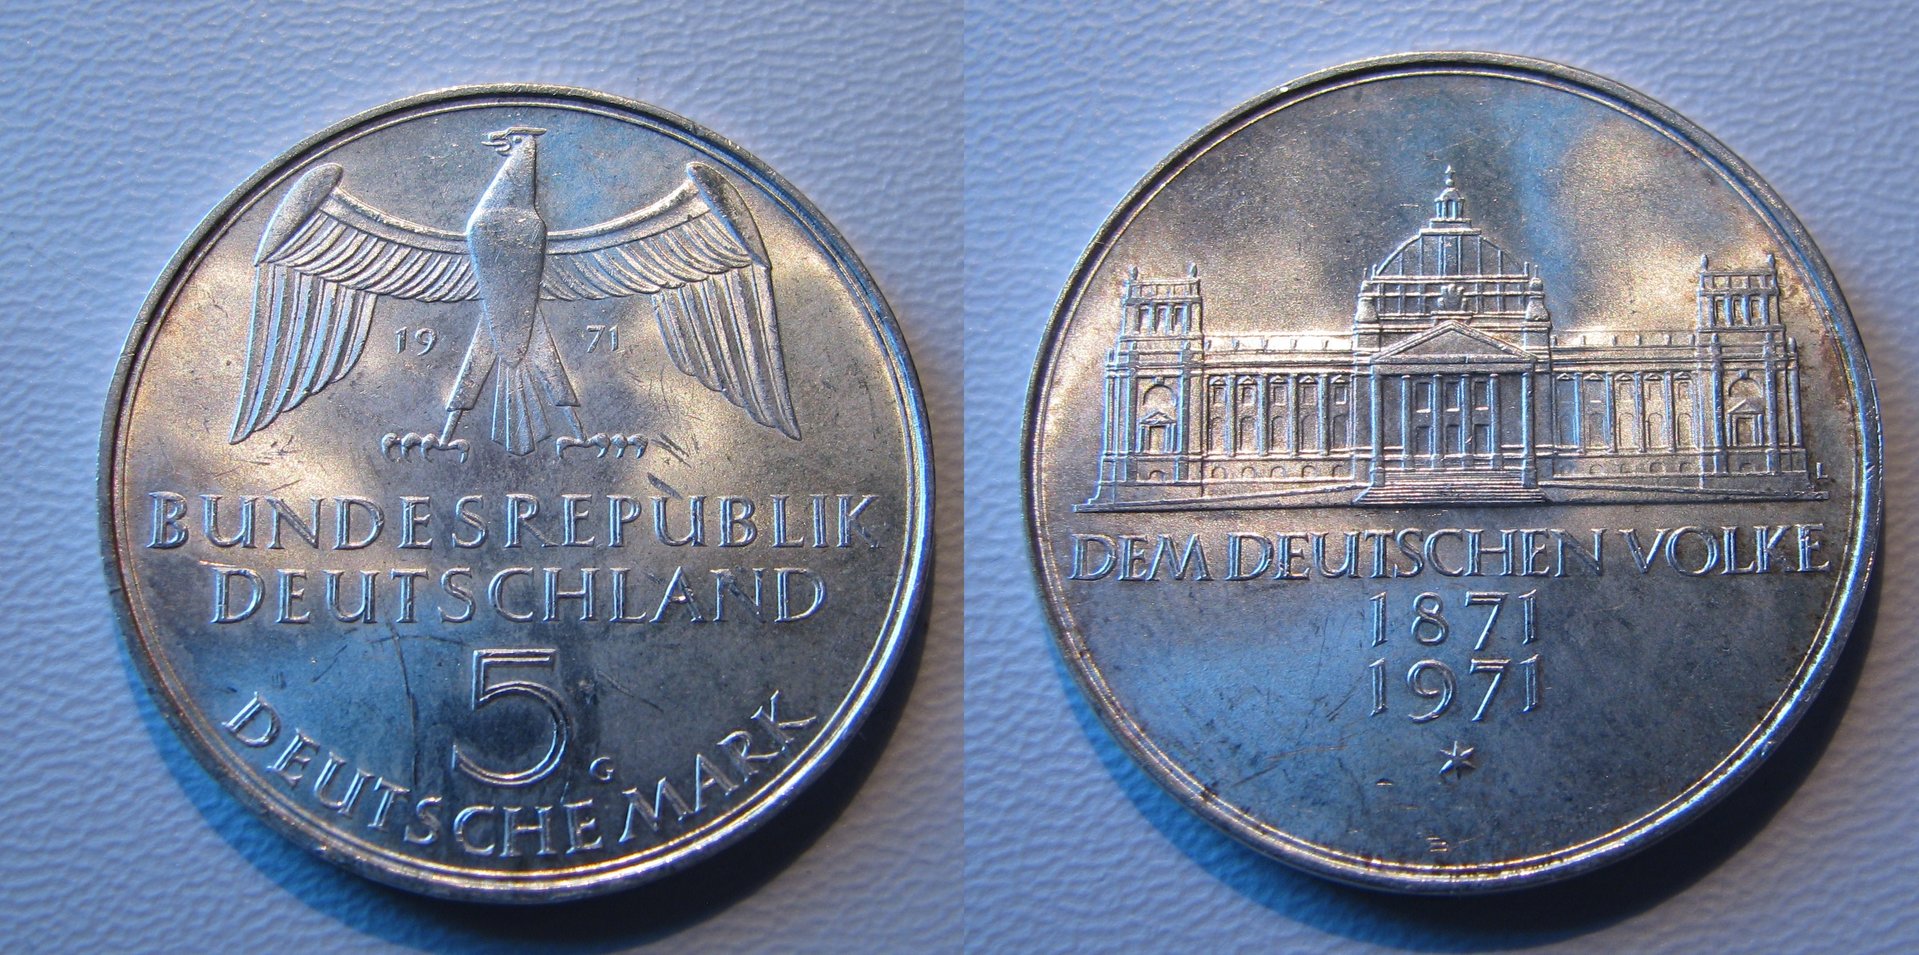 19 71
BUNDESREPUBLIK
DEUTSCHLAND
5
G
DEUTSCHE MARK
L
DEM DEUTSCHEN VOLKE
1871
1971